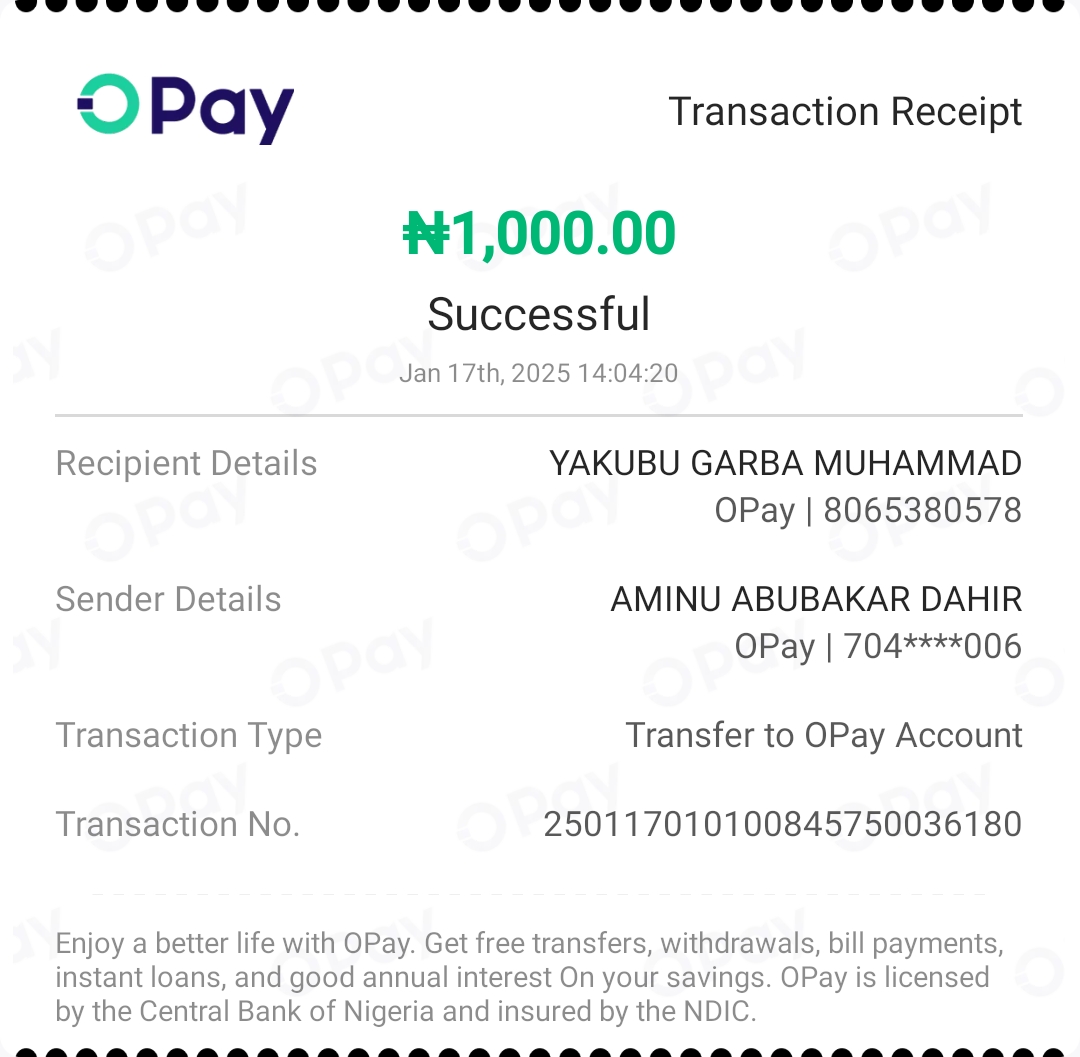 OPay
Transaction Receipt
₦1,000.00
Successful
Jan 17th, 2025 14:04:20
Recipient Details
YAKUBU GARBA MUHAMMAD
OPay | 8065380578
Sender Details
AMINU ABUBAKAR DAHIR
OPay | 704****006
Transaction Type
Transfer to OPay Account
Transaction No.
250117010100845750036180
Enjoy a better life with OPay. Get free transfers, withdrawals, bill payments,
instant loans, and good annual interest On your savings. OPay is licensed
by the Central Bank of Nigeria and insured by the NDIC.